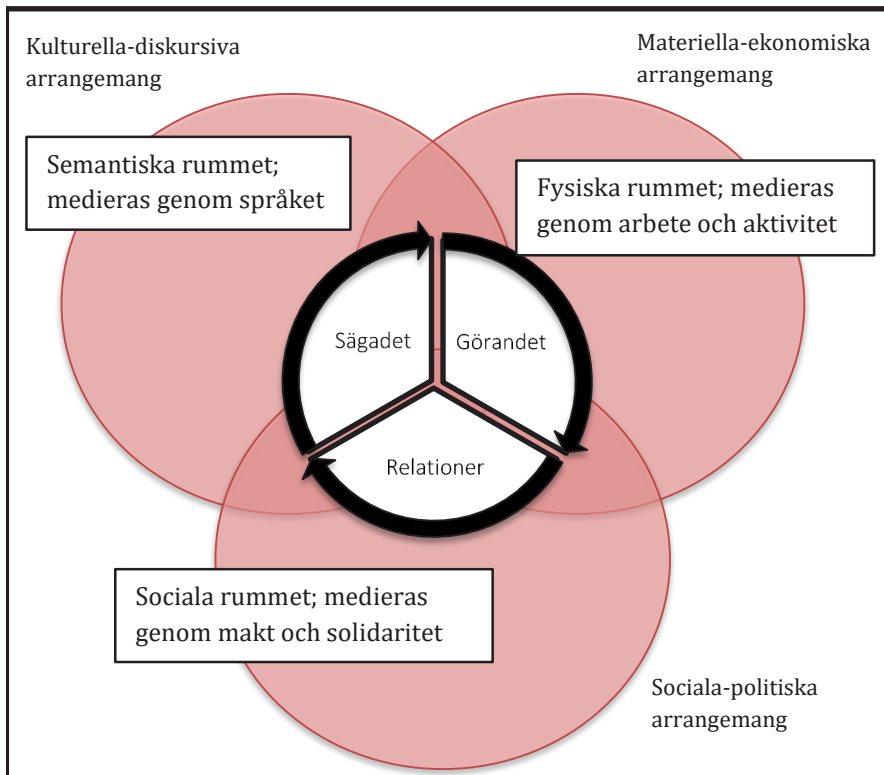 Kulturella-diskursiva
arrangemang
Materiella-ekonomiska
arrangemang
Semantiska rummet;
medieras genom språket
Fysiska rummet; medieras
genom arbete och aktivitet
Sägadet
Görandet
Relationer
Sociala rummet; medieras
genom makt och solidaritet
Sociala-politiska
arrangemang